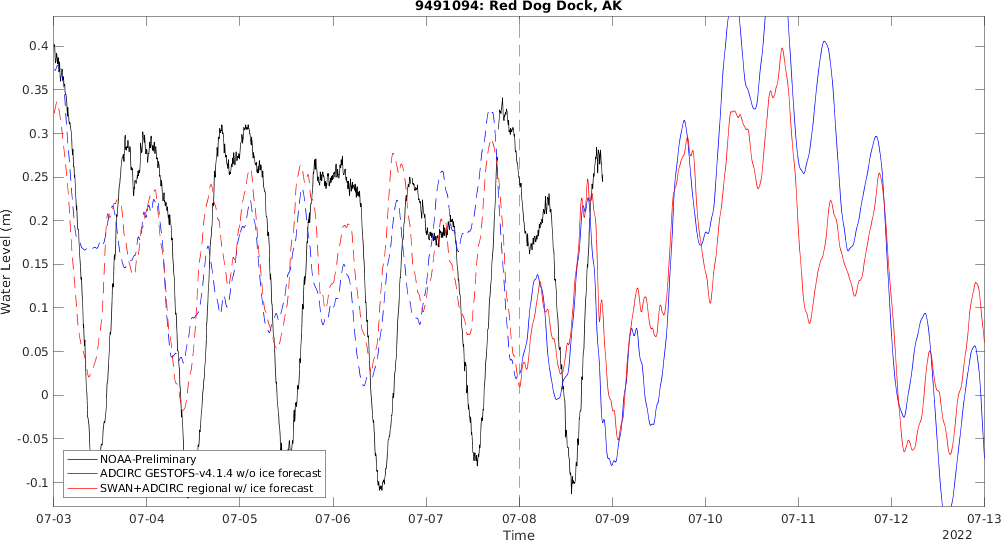 9491094: Red Dog Dock, AK
Water Level (m)
0.4
0.35
0.3
0.25
0.2
0.15
0.1
0.05
0
-0.05
-0.1
NOAA-Preliminary
ADCIRC GESTOFS-v4.1.4 w/o ice forecast
SWAN+ADCIRC regional w/ ice forecast
07-03 07-04 07-05 07-06 07-07 07-08 07-09 07-10 07-11 07-12 07-13
Time
2022